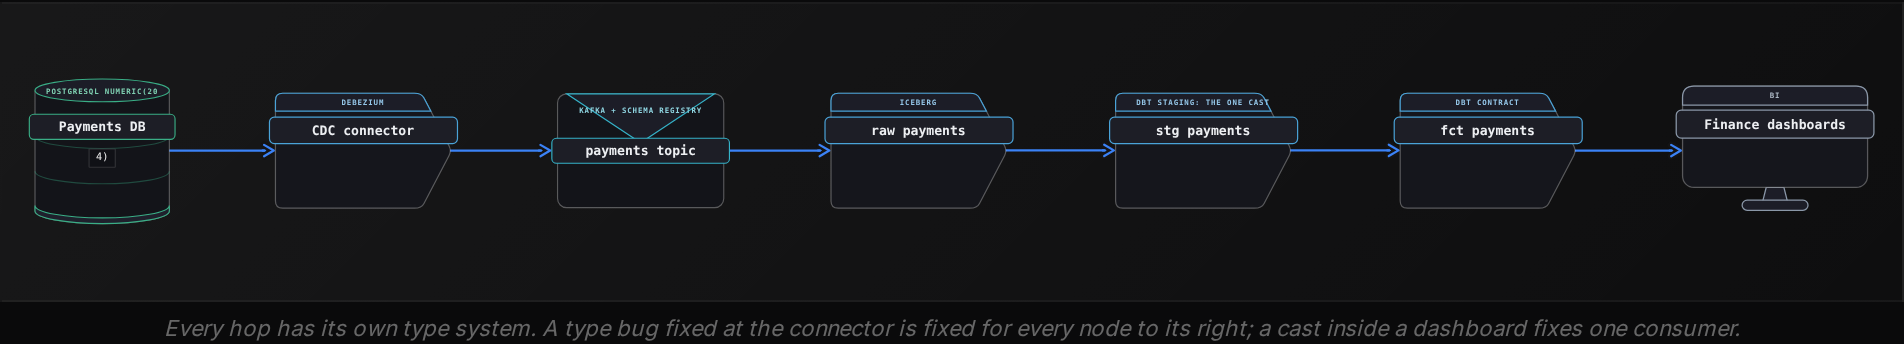 POSTGRESQL NUMERIC(20
Payments DB
4)
DEBEZIUM
CDC connector
KAFKA + SCHEMA REGISTRY
payments topic
ICEBERG
raw payments
DBT STAGING: THE ONE CAST
stg payments
DBT CONTRACT
fct payments
BI
Finance dashboards
Every hop has its own type system. A type bug fixed at the connector is fixed for every node to its right; a cast inside a dashboard fixes one consumer.